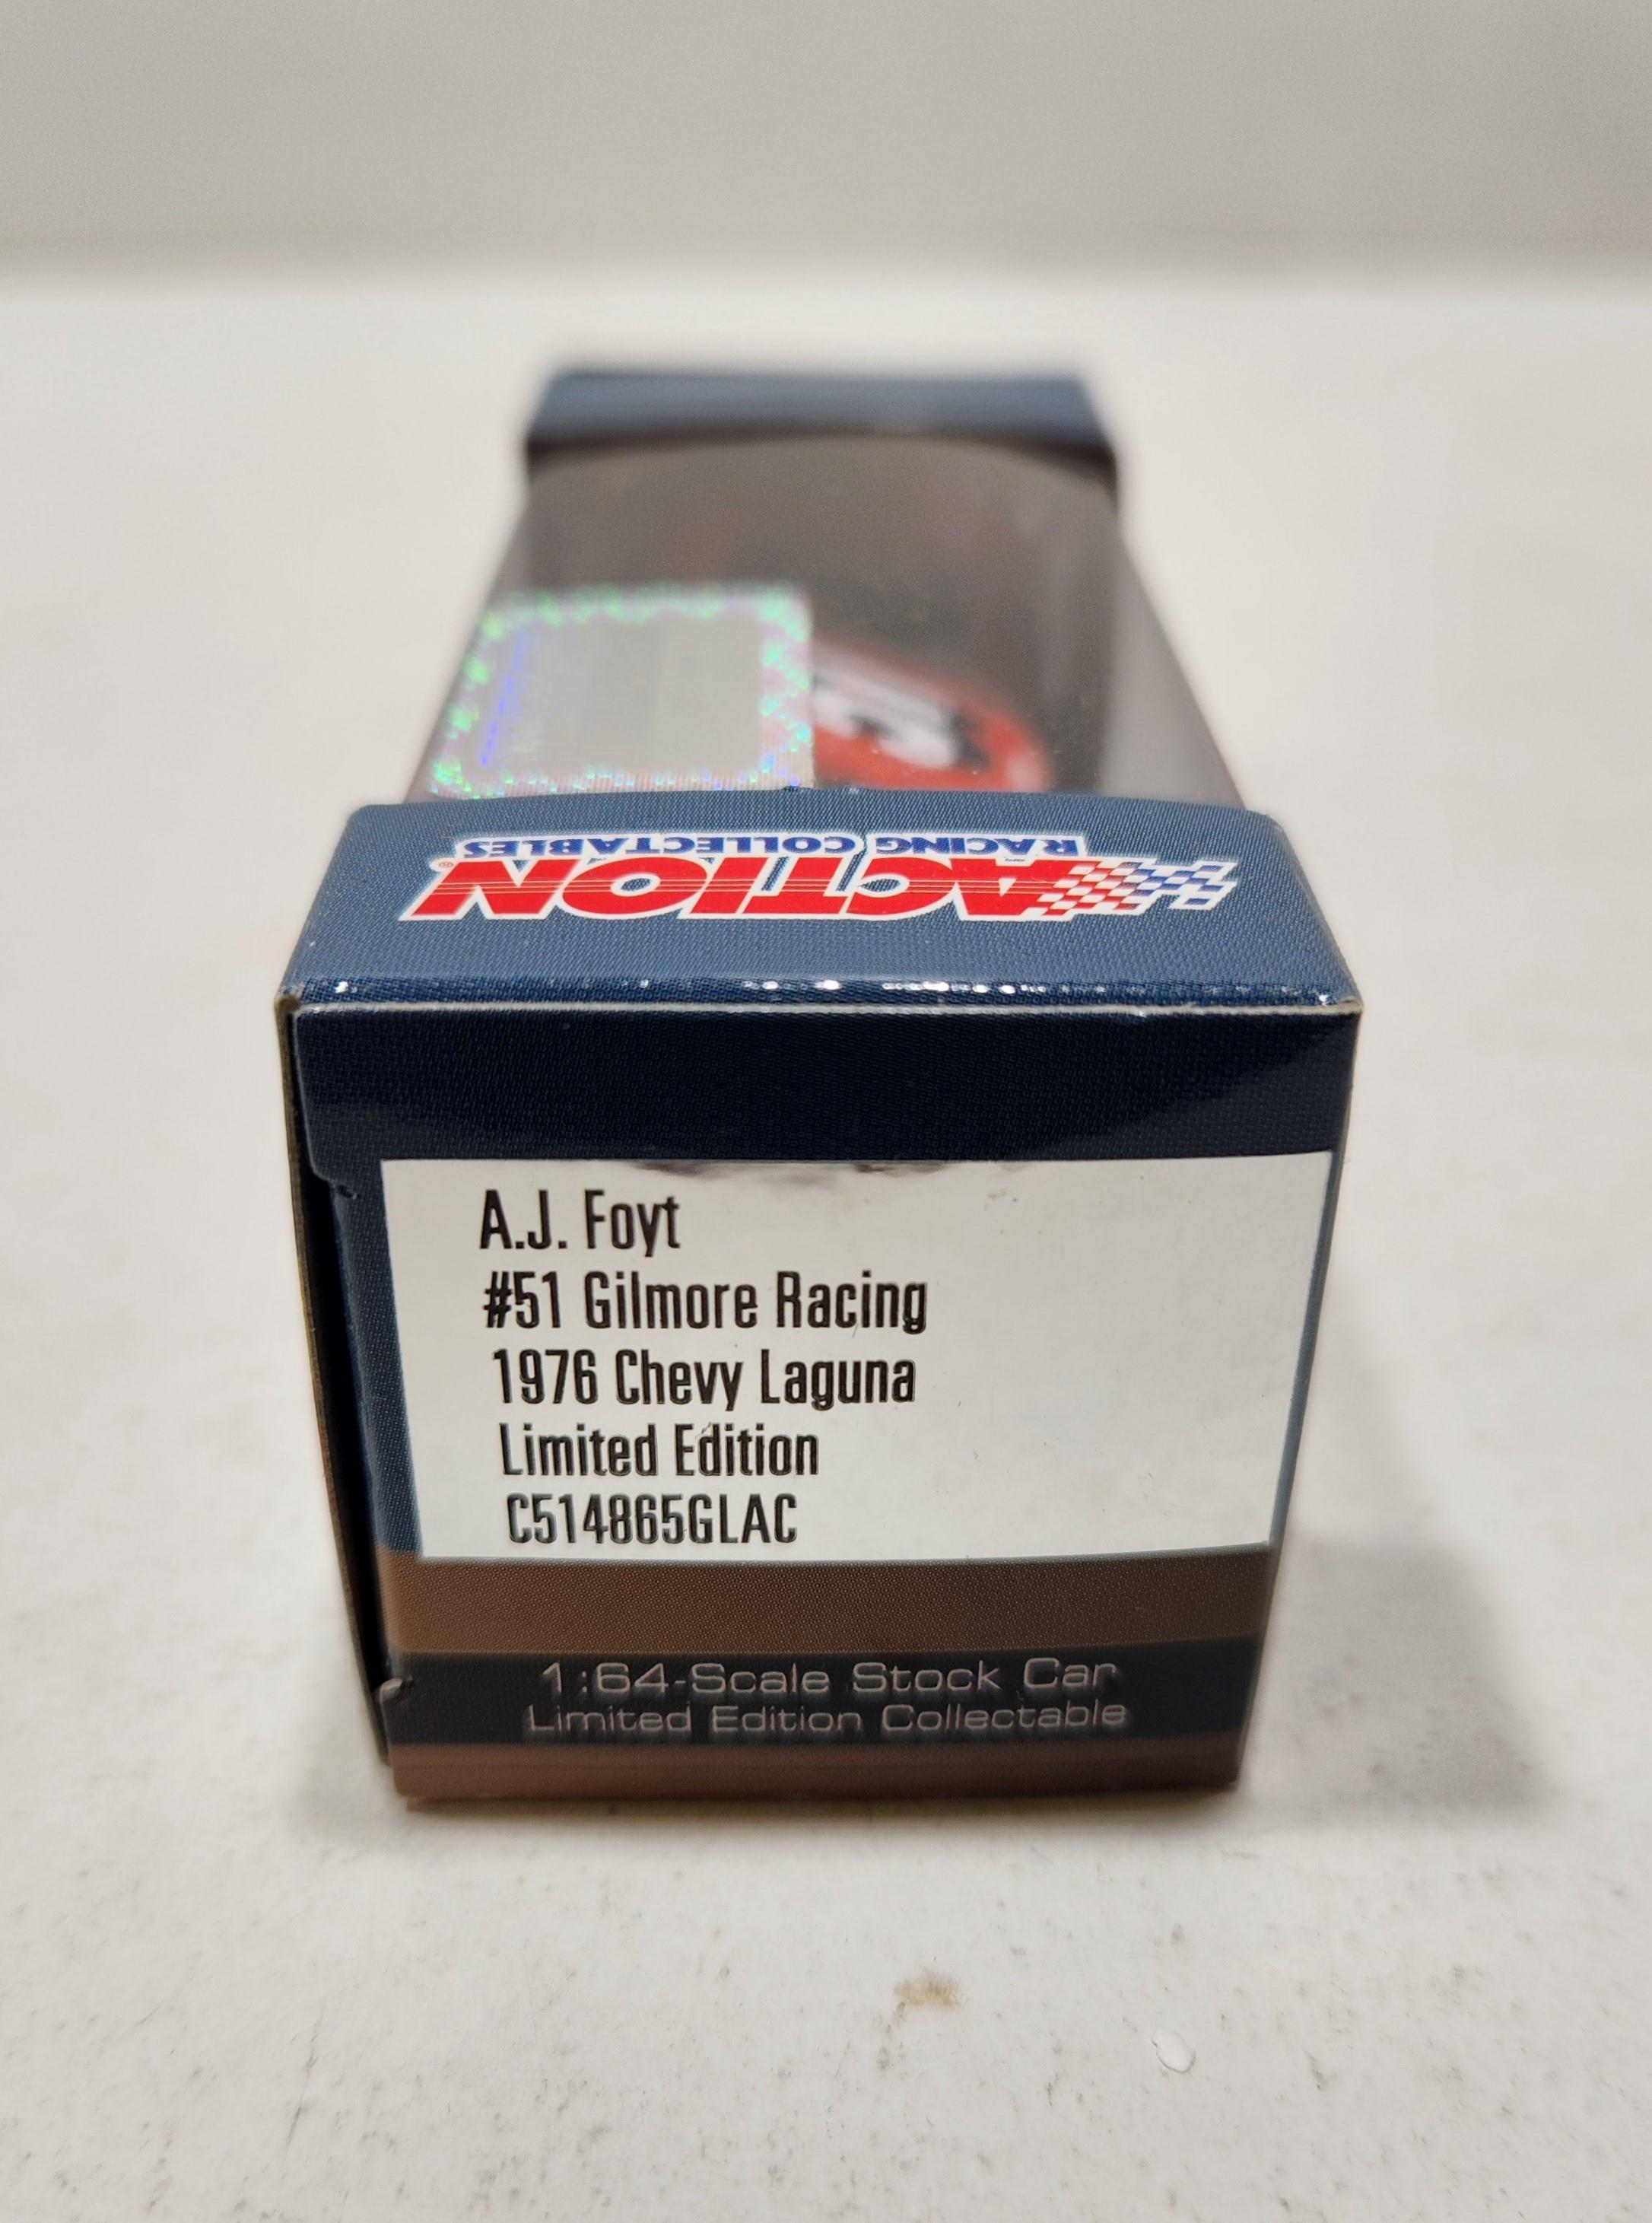 ACTION®
RACING COLLECTABLES
A.J. Foyt
#51 Gilmore Racing
1976 Chevy Laguna
Limited Edition
C514865GLAC
1:64-Scale Stock Car
Limited Edition Collectable